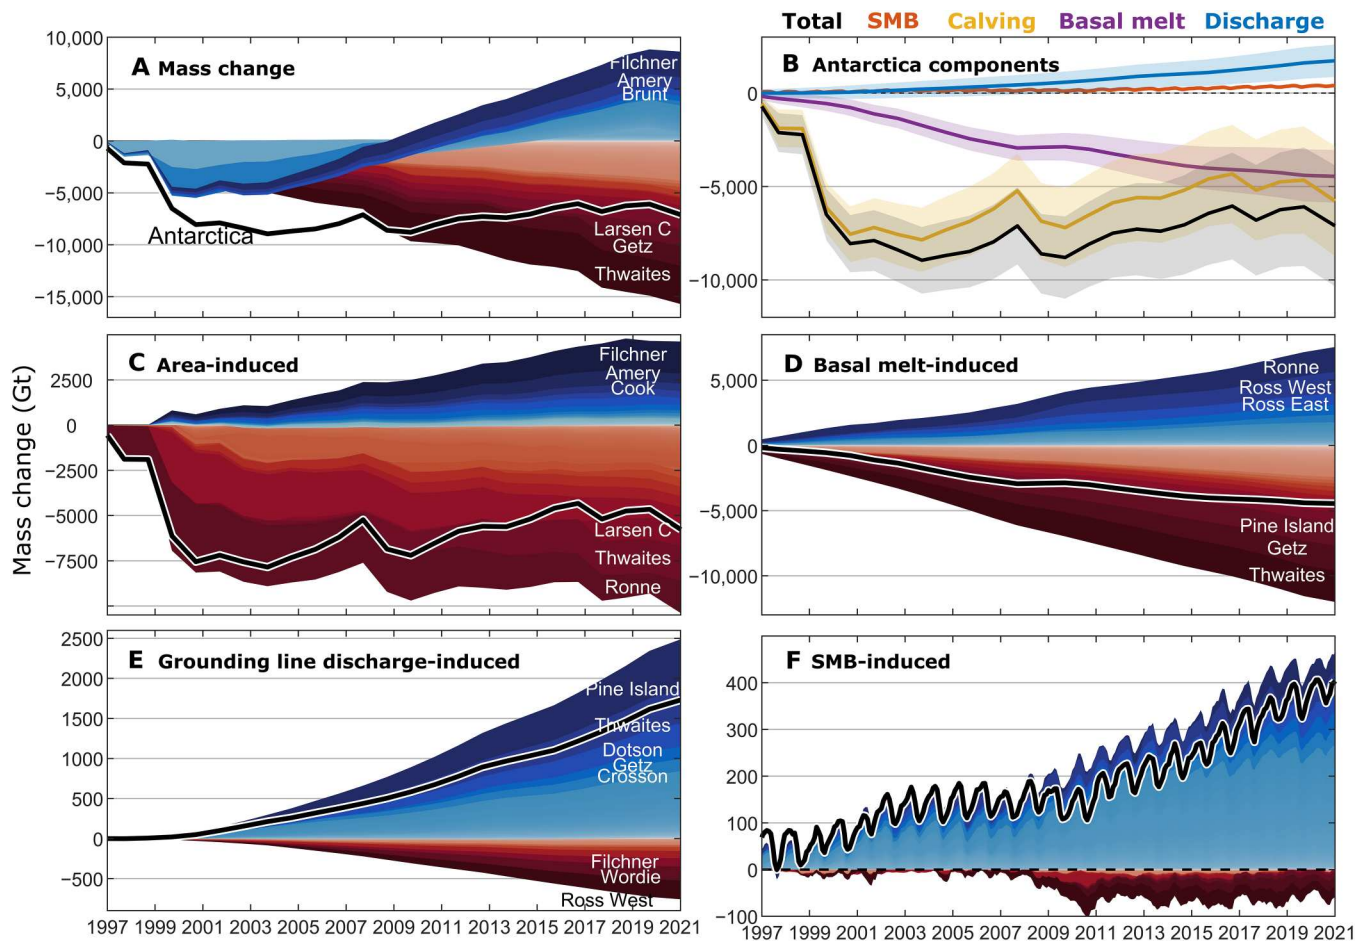 Total SMB Calving Basal melt Discharge
Mass change (Gt)
A Mass change
10,000
5,000
0
−5,000
−10,000
−15,000
Filchner
Amery
Brunt
Antarctica
Larsen C
Getz
Thwaites
B Antarctica components
0
−5,000
−10,000
C Area-induced
2500
0
−2500
−5000
−7500
Filchner
Amery
Cook
Larsen C
Thwaites
Ronne
D Basal melt-induced
5,000
0
−5,000
−10,000
Ronne
Ross West
Ross East
Pine Island
Getz
Thwaites
E Grounding line discharge-induced
2500
2000
1500
1000
500
0
−500
Pine Island
Thwaites
Dotson
Getz
Crosson
Filchner
Wordie
Ross West
1997 1999 2001 2003 2005 2007 2009 2011 2013 2015 2017 2019 2021
F SMB-induced
400
300
200
100
0
−100
1997 1999 2001 2003 2005 2007 2009 2011 2013 2015 2017 2019 2021